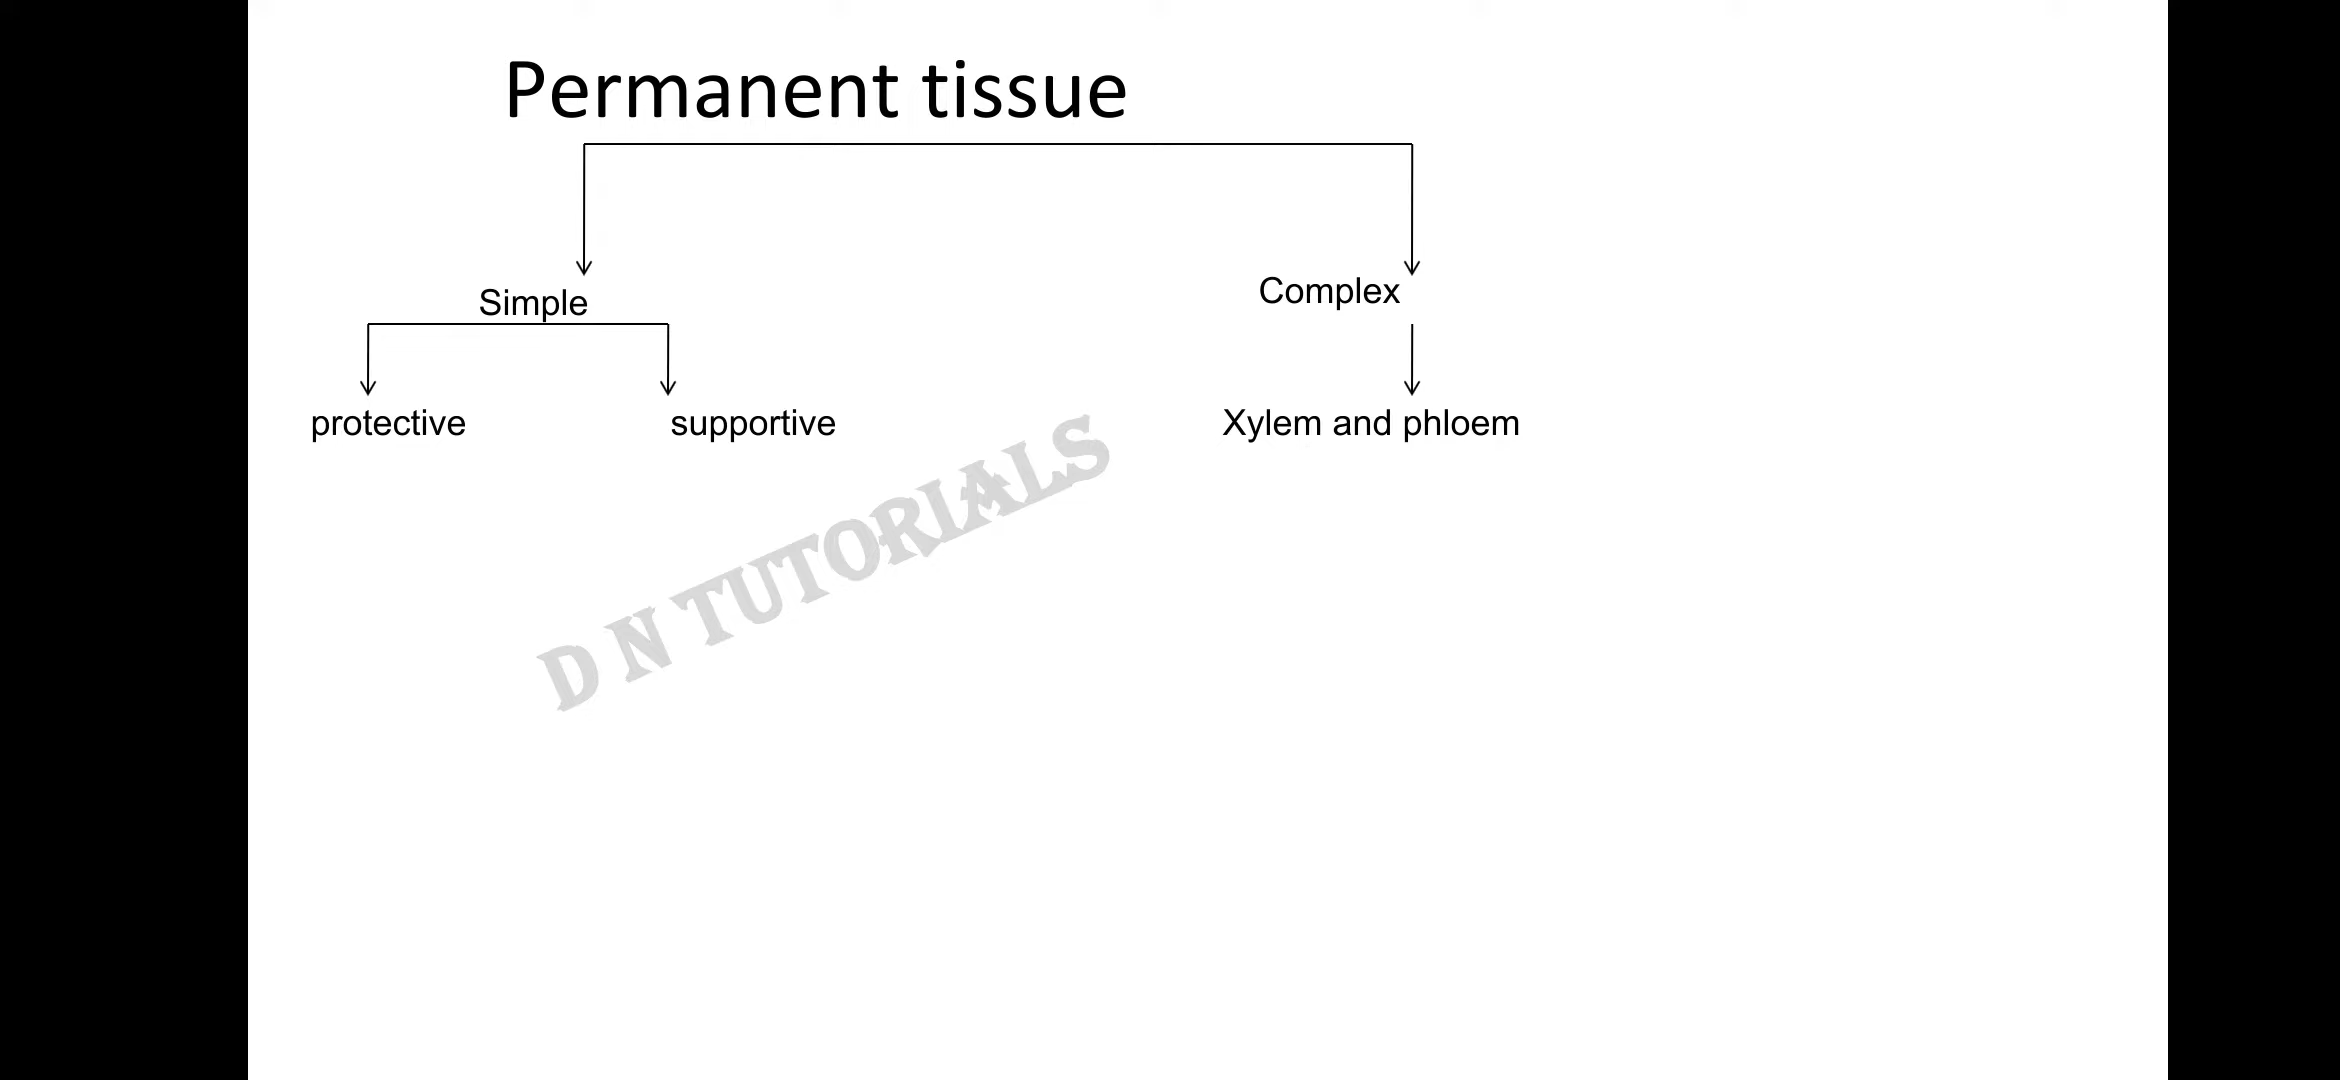 Permanent tissue
Simple
Complex
protective
supportive
Xylem and phloem
D N TUTORIALS